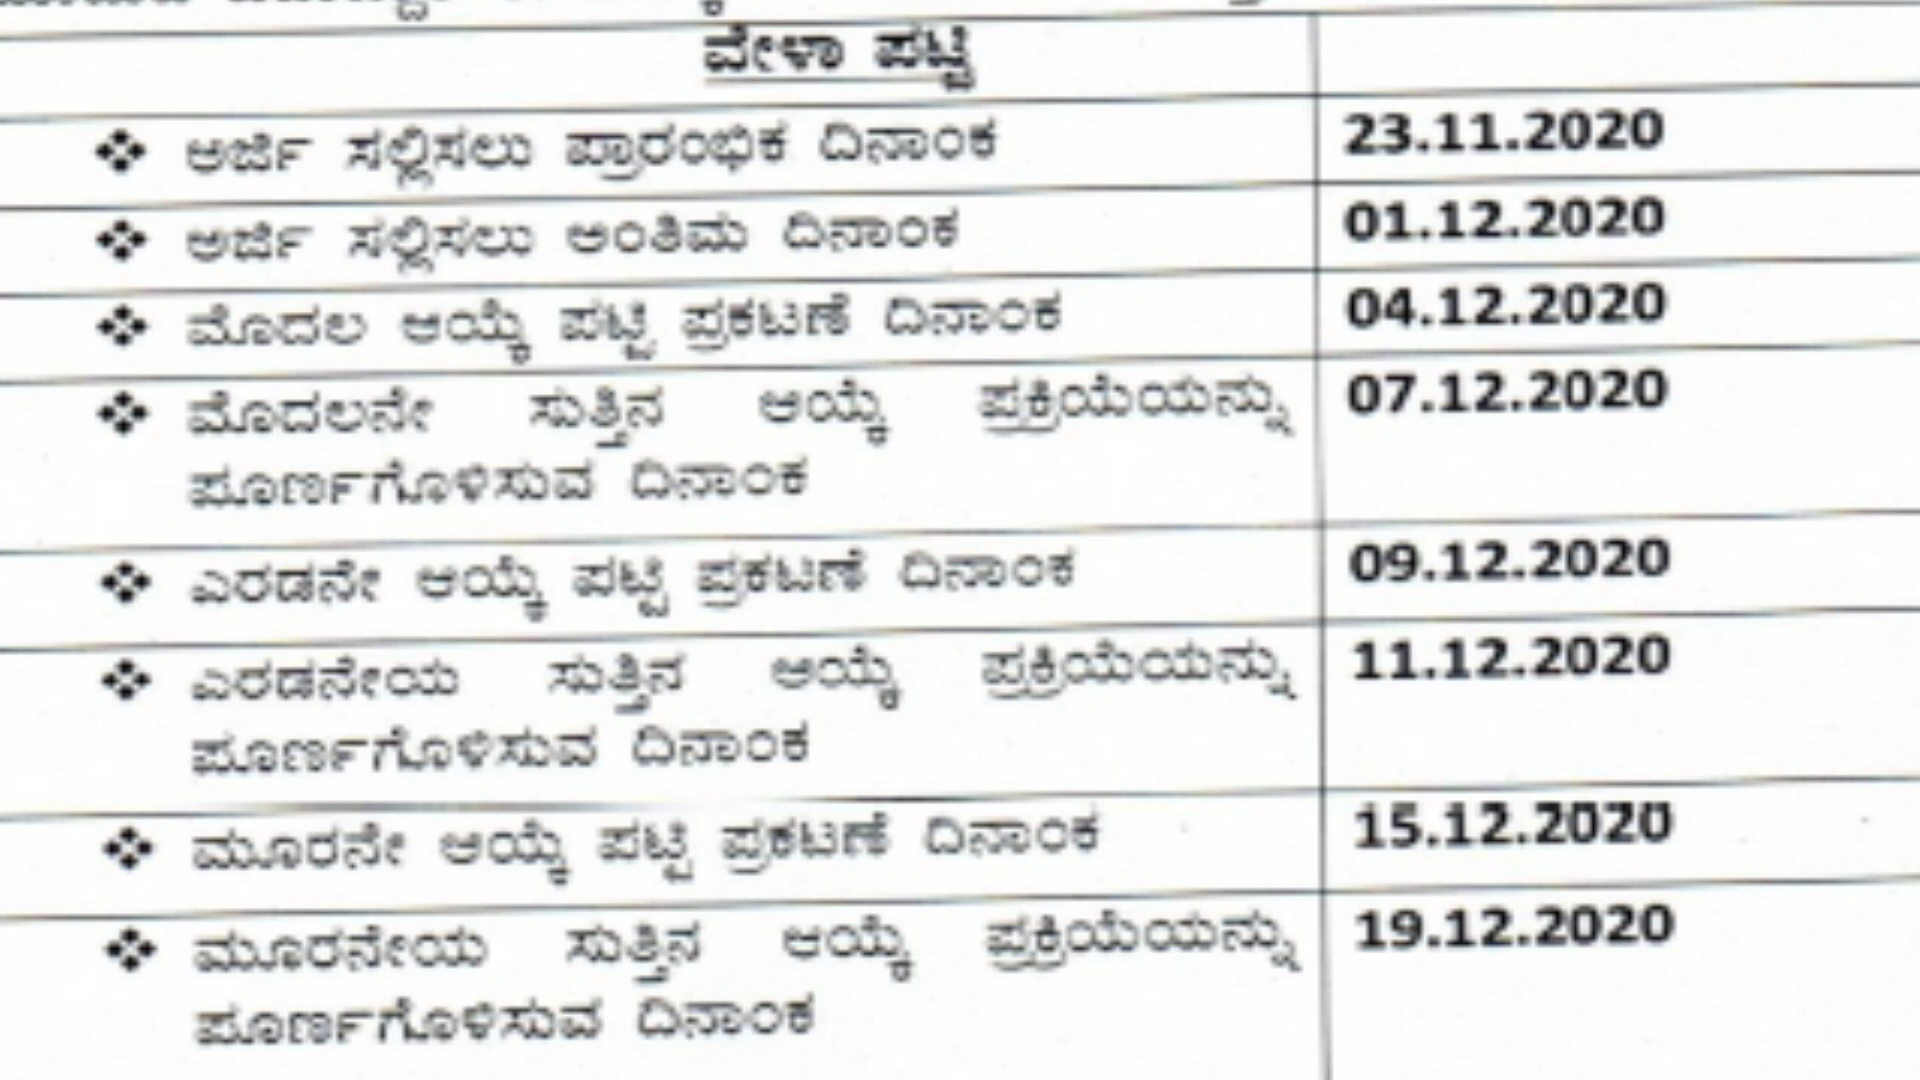 ವೇಳಾ ಪಟ್ಟಿ
❖ ಅರ್ಜಿ ಸಲ್ಲಿಸಲು ಪ್ರಾರಂಭಿಕ ದಿನಾಂಕ 23.11.2020
❖ ಅರ್ಜಿ ಸಲ್ಲಿಸಲು ಅಂತಿಮ ದಿನಾಂಕ 01.12.2020
❖ ಮೊದಲ ಆಯ್ಕೆ ಪಟ್ಟಿ ಪ್ರಕಟಣೆ ದಿನಾಂಕ 04.12.2020
❖ ಮೊದಲನೇ ಸುತ್ತಿನ ಆಯ್ಕೆ ಪ್ರಕ್ರಿಯೆಯನ್ನು 07.12.2020
ಪೂರ್ಣಗೊಳಿಸುವ ದಿನಾಂಕ
❖ ಎರಡನೇ ಆಯ್ಕೆ ಪಟ್ಟಿ ಪ್ರಕಟಣೆ ದಿನಾಂಕ 09.12.2020
❖ ಎರಡನೇಯ ಸುತ್ತಿನ ಆಯ್ಕೆ ಪ್ರಕ್ರಿಯೆಯನ್ನು 11.12.2020
ಪೂರ್ಣಗೊಳಿಸುವ ದಿನಾಂಕ
❖ ಮೂರನೇ ಆಯ್ಕೆ ಪಟ್ಟಿ ಪ್ರಕಟಣೆ ದಿನಾಂಕ 15.12.2020
❖ ಮೂರನೇಯ ಸುತ್ತಿನ ಆಯ್ಕೆ ಪ್ರಕ್ರಿಯೆಯನ್ನು 19.12.2020
ಪೂರ್ಣಗೊಳಿಸುವ ದಿನಾಂಕ